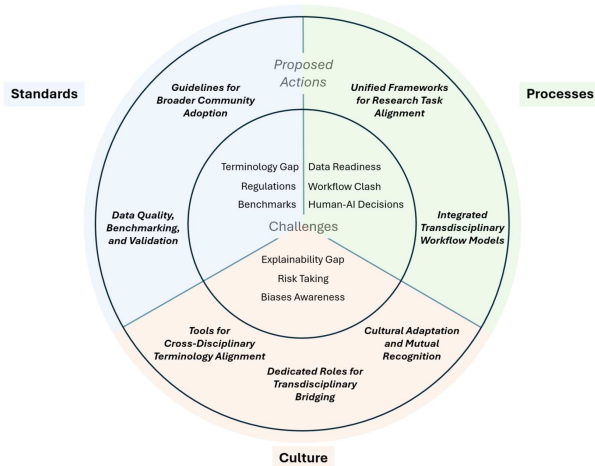 Proposed
Actions
Guidelines for
Broader Community
Adoption
Unified Frameworks
for Research Task
Alignment
Standards
Processes
Terminology Gap
Regulations
Benchmarks
Data Readiness
Workflow Clash
Human-AI Decisions
Data Quality,
Benchmarking,
and Validation
Integrated
Transdisciplinary
Workflow Models
Challenges
Explainability Gap
Risk Taking
Biases Awareness
Tools for
Cross-Disciplinary
Terminology Alignment
Cultural Adaptation
and Mutual
Recognition
Dedicated Roles for
Transdisciplinary
Bridging
Culture